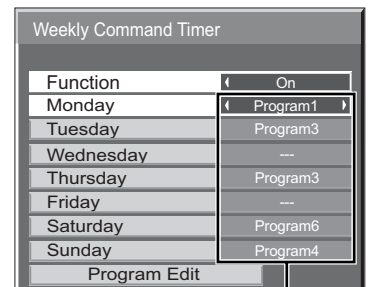 Weekly Command Timer
Function On
Monday Program1
Tuesday Program3
Wednesday ---
Thursday Program3
Friday ---
Saturday Program6
Sunday Program4
Program Edit